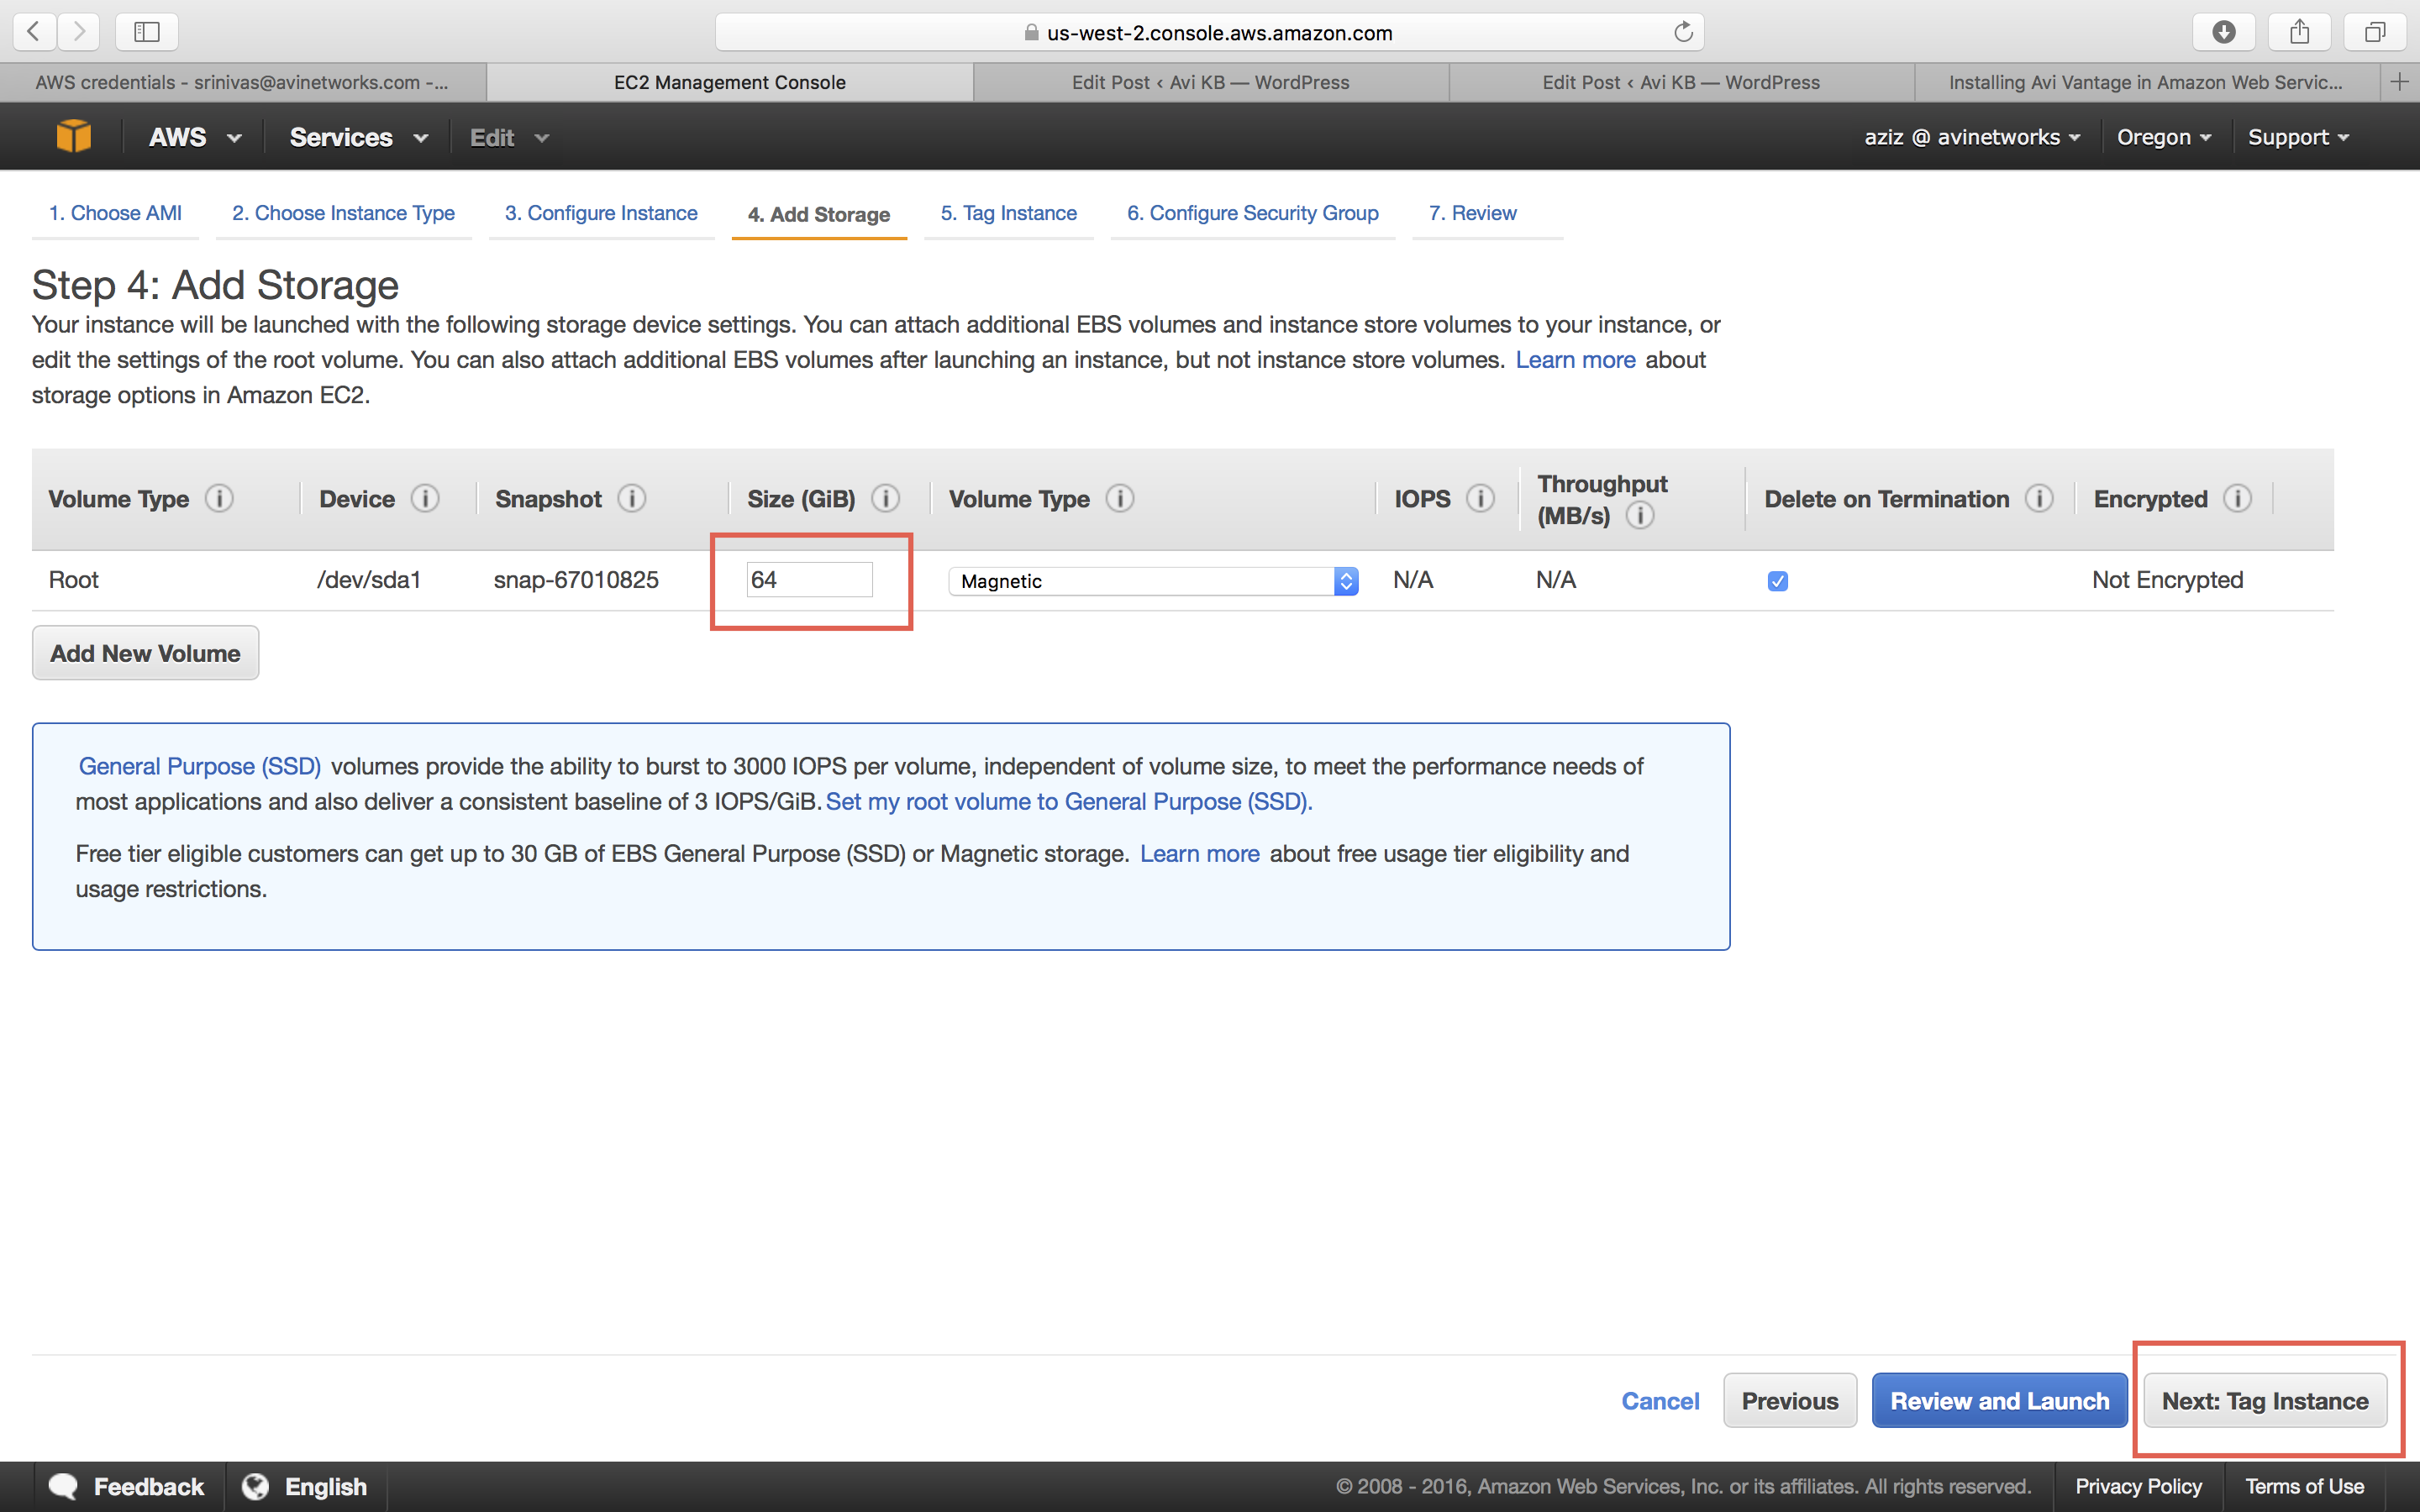 us-west-2.console.aws.amazon.com
AWS credentials - srinivas@avinetworks.com -...
EC2 Management Console
Edit Post ‹ Avi KB — WordPress
Edit Post ‹ Avi KB — WordPress
Installing Avi Vantage in Amazon Web Servic...
AWS
Services
Edit
aziz @ avinetworks
Oregon
Support
1. Choose AMI
2. Choose Instance Type
3. Configure Instance
4. Add Storage
5. Tag Instance
6. Configure Security Group
7. Review
Step 4: Add Storage
Your instance will be launched with the following storage device settings. You can attach additional EBS volumes and instance store volumes to your instance, or
edit the settings of the root volume. You can also attach additional EBS volumes after launching an instance, but not instance store volumes. Learn more about
storage options in Amazon EC2.
Volume Type
Device
Snapshot
Size (GiB)
Volume Type
IOPS
Throughput
(MB/s)
Delete on Termination
Encrypted
Root
/dev/sda1
snap-67010825
64
Magnetic
N/A
N/A
Not Encrypted
Add New Volume
General Purpose (SSD) volumes provide the ability to burst to 3000 IOPS per volume, independent of volume size, to meet the performance needs of
most applications and also deliver a consistent baseline of 3 IOPS/GiB. Set my root volume to General Purpose (SSD).
Free tier eligible customers can get up to 30 GB of EBS General Purpose (SSD) or Magnetic storage. Learn more about free usage tier eligibility and
usage restrictions.
Cancel
Previous
Review and Launch
Next: Tag Instance
Feedback
English
© 2008 - 2016, Amazon Web Services, Inc. or its affiliates. All rights reserved.
Privacy Policy
Terms of Use